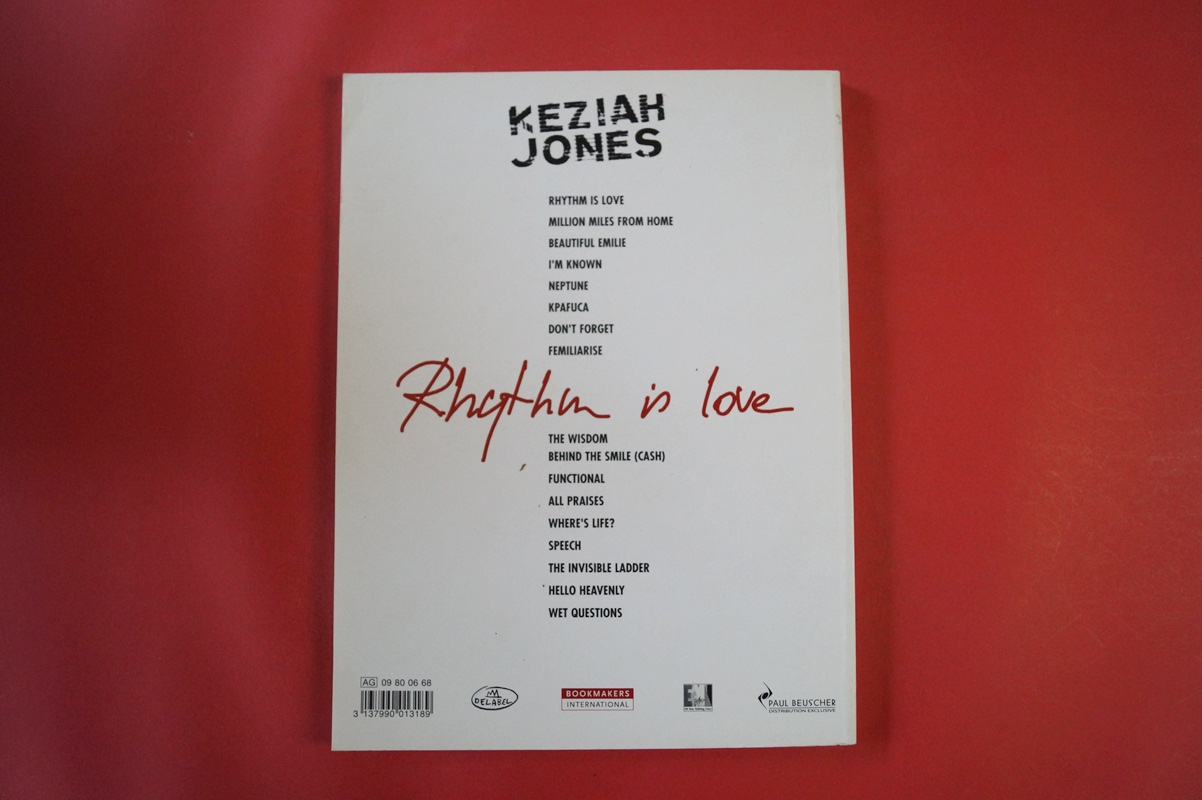 KEZIAH
JONES
RHYTHM IS LOVE
MILLION MILES FROM HOME
BEAUTIFUL EMILIE
I'M KNOWN
NEPTUNE
KPAFUCA
DON'T FORGET
FEMILIARISE
Rhythm is love
THE WISDOM
BEHIND THE SMILE (CASH)
FUNCTIONAL
ALL PRAISES
WHERE'S LIFE?
SPEECH
THE INVISIBLE LADDER
HELLO HEAVENLY
WET QUESTIONS
AG 09 80 06 68
3 137990 013189
DELABEL
BOOKMAKERS
INTERNATIONAL
EMI
PAUL BEUSCHER
DISTRIBUTION EXCLUSIVE